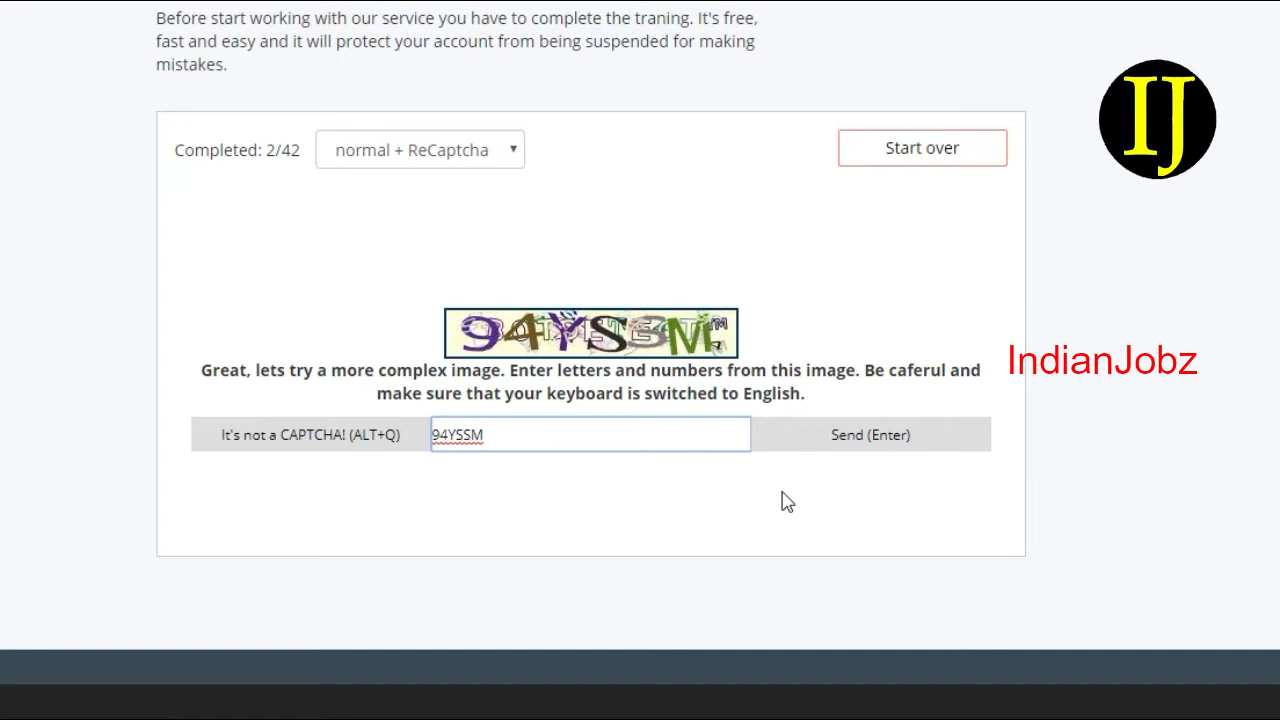 Before start working with our service you have to complete the traning. It's free,
fast and easy and it will protect your account from being suspended for making
mistakes.
IJ
Completed: 2/42
normal + ReCaptcha
Start over
Great, lets try a more complex image. Enter letters and numbers from this image. Be caferul and
make sure that your keyboard is switched to English.
IndianJobz
It's not a CAPTCHA! (ALT+Q)
94YSSM
Send (Enter)